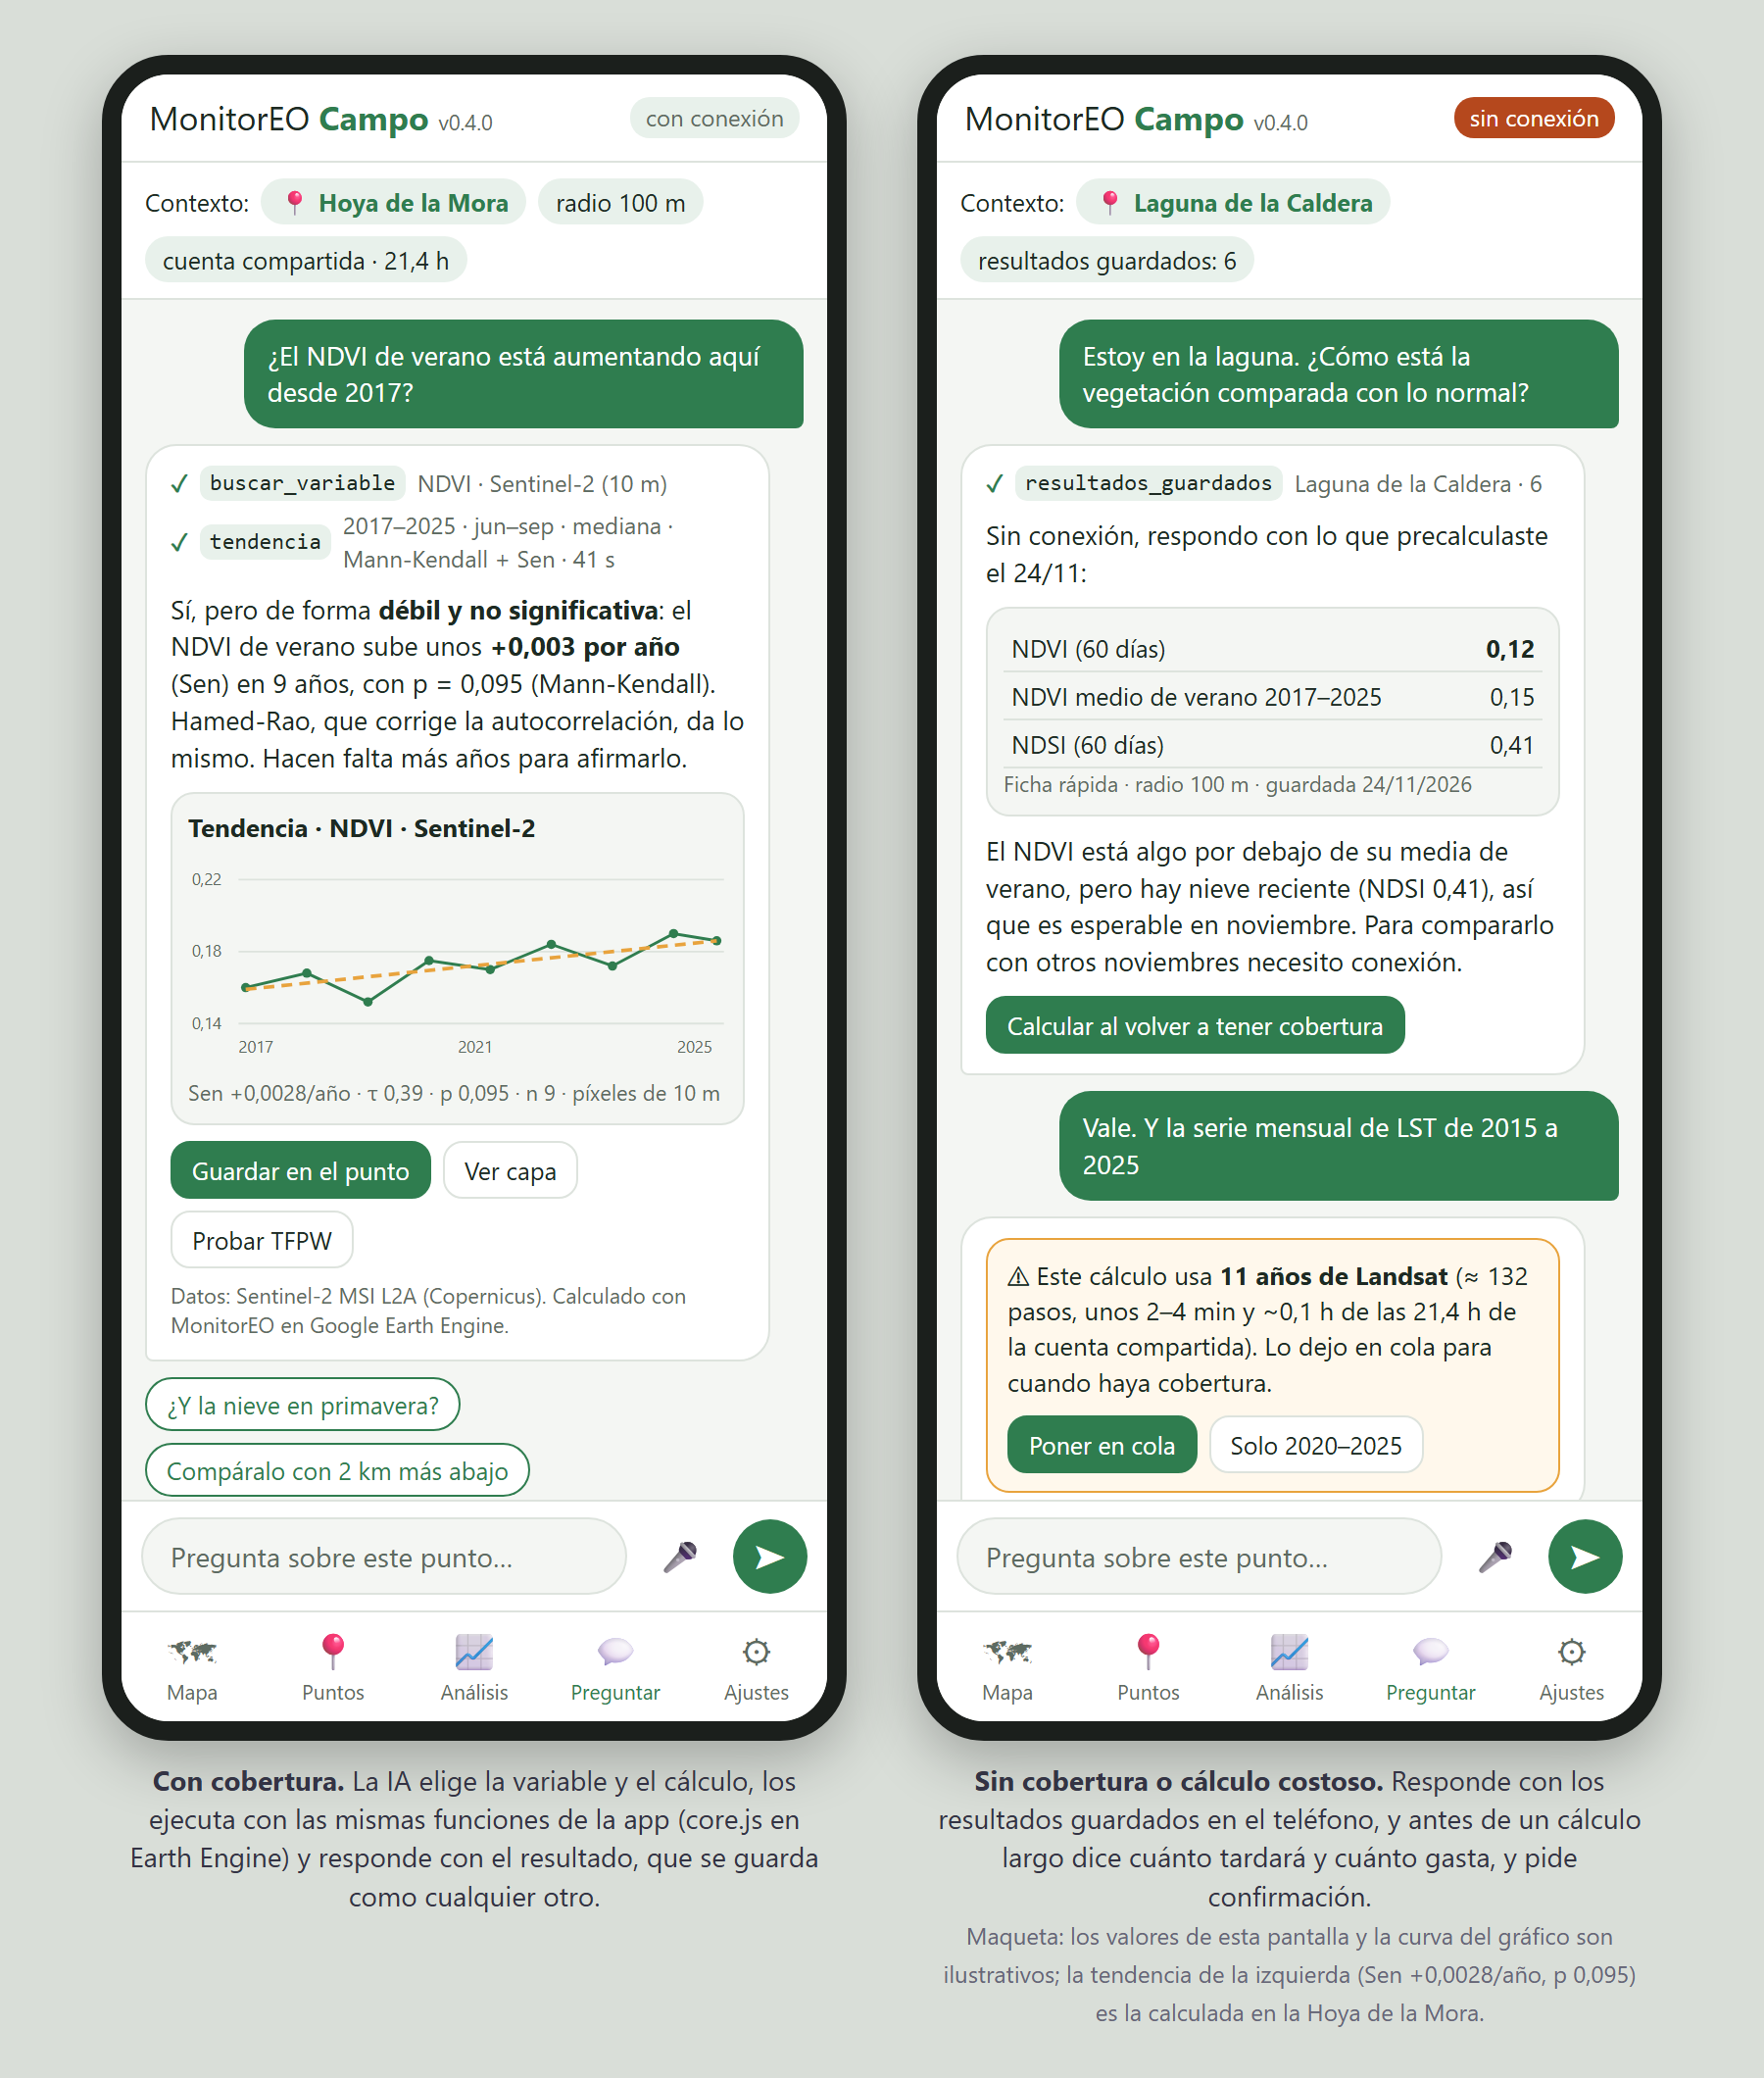 MonitorEO Campo v0.4.0
con conexión
Contexto:
Hoya de la Mora
radio 100 m
cuenta compartida · 21,4 h
¿El NDVI de verano está aumentando aquí
desde 2017?
✓ buscar_variable NDVI · Sentinel-2 (10 m)
✓ tendencia 2017–2025 · jun–sep · mediana ·
Mann-Kendall + Sen · 41 s
Sí, pero de forma débil y no significativa: el
NDVI de verano sube unos +0,003 por año
(Sen) en 9 años, con p = 0,095 (Mann-Kendall).
Hamed-Rao, que corrige la autocorrelación, da lo
mismo. Hacen falta más años para afirmarlo.
Tendencia · NDVI · Sentinel-2
0,22
0,18
0,14
2017 2021 2025
Sen +0,0028/año · τ 0,39 · p 0,095 · n 9 · píxeles de 10 m
Guardar en el punto
Ver capa
Probar TFPW
Datos: Sentinel-2 MSI L2A (Copernicus). Calculado con
MonitorEO en Google Earth Engine.
¿Y la nieve en primavera?
Compáralo con 2 km más abajo
Pregunta sobre este punto...
Mapa
Puntos
Análisis
Preguntar
Ajustes
Con cobertura. La IA elige la variable y el cálculo, los
ejecuta con las mismas funciones de la app (core.js en
Earth Engine) y responde con el resultado, que se guarda
como cualquier otro.
MonitorEO Campo v0.4.0
sin conexión
Contexto:
Laguna de la Caldera
resultados guardados: 6
Estoy en la laguna. ¿Cómo está la
vegetación comparada con lo normal?
✓ resultados_guardados Laguna de la Caldera · 6
Sin conexión, respondo con lo que precalculaste
el 24/11:
NDVI (60 días) 0,12
NDVI medio de verano 2017–2025 0,15
NDSI (60 días) 0,41
Ficha rápida · radio 100 m · guardada 24/11/2026
El NDVI está algo por debajo de su media de
verano, pero hay nieve reciente (NDSI 0,41), así
que es esperable en noviembre. Para compararlo
con otros noviembres necesito conexión.
Calcular al volver a tener cobertura
Vale. Y la serie mensual de LST de 2015 a
2025
⚠ Este cálculo usa 11 años de Landsat (≈ 132
pasos, unos 2–4 min y ~0,1 h de las 21,4 h de
la cuenta compartida). Lo dejo en cola para
cuando haya cobertura.
Poner en cola
Solo 2020–2025
Pregunta sobre este punto...
Mapa
Puntos
Análisis
Preguntar
Ajustes
Sin cobertura o cálculo costoso. Responde con los
resultados guardados en el teléfono, y antes de un cálculo
largo dice cuánto tardará y cuánto gasta, y pide
confirmación.
Maqueta: los valores de esta pantalla y la curva del gráfico son
ilustrativos; la tendencia de la izquierda (Sen +0,0028/año, p 0,095)
es la calculada en la Hoya de la Mora.